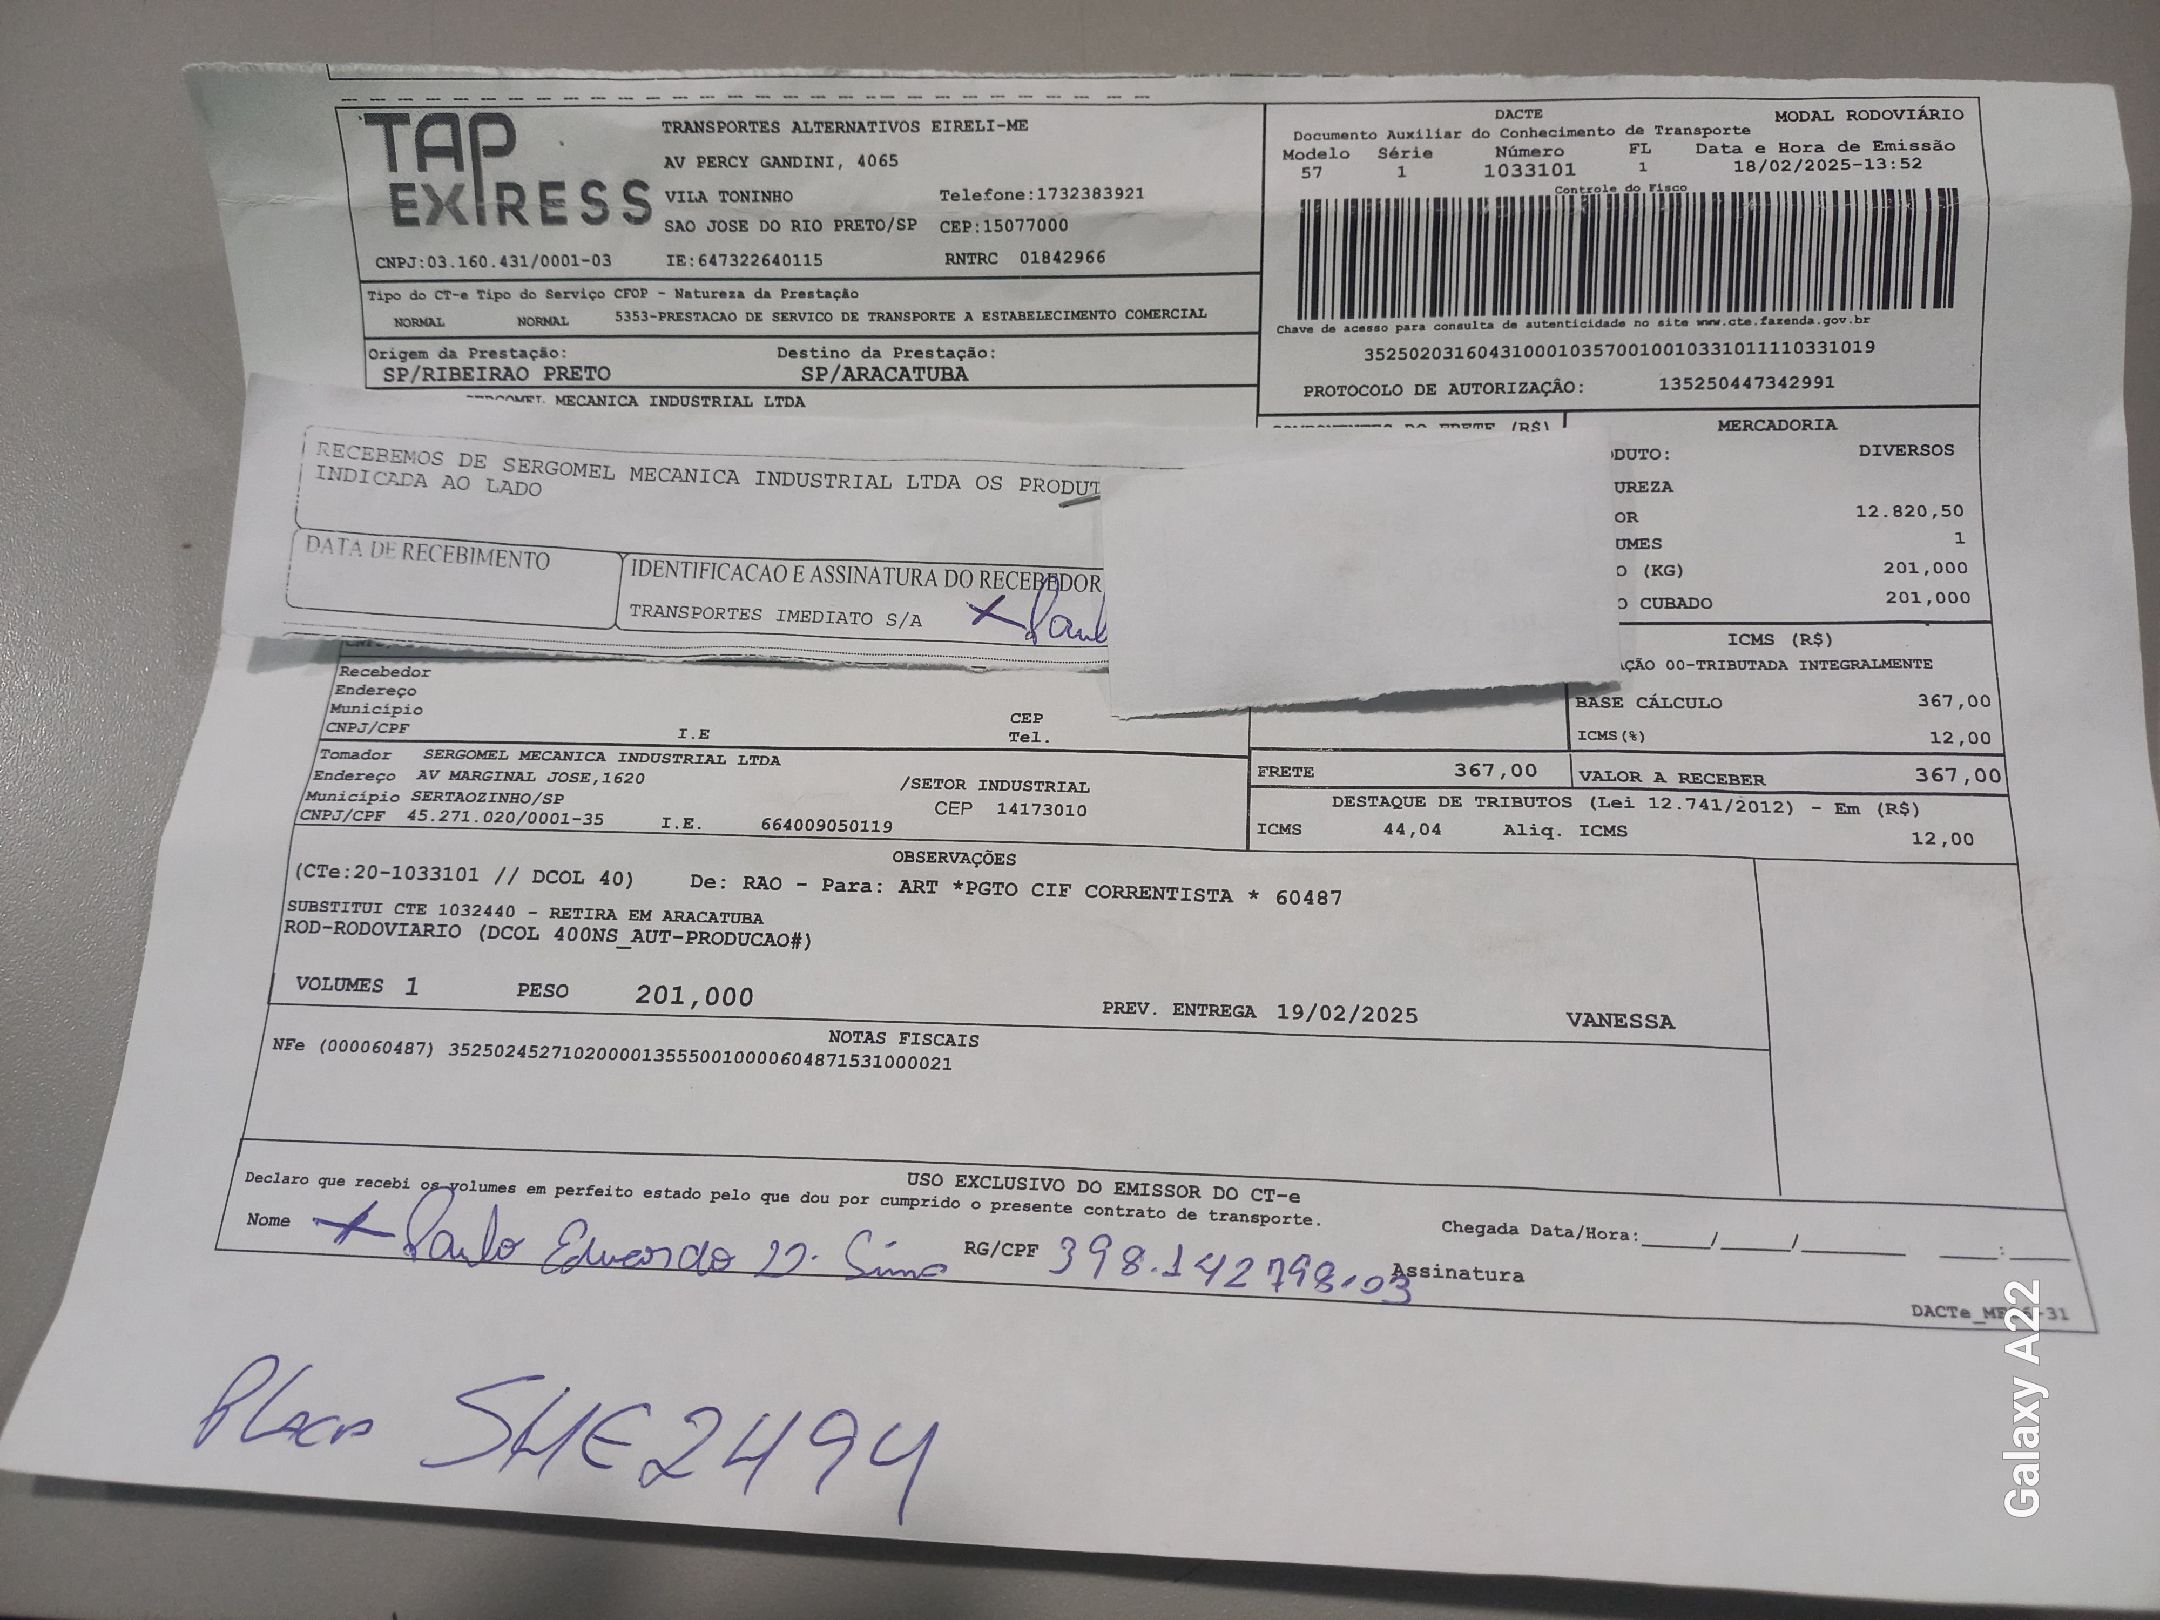 TAP EXPRESS
TRANSPORTES ALTERNATIVOS EIRELI-ME
AV PERCY GANDINI, 4065
VILA TONINHO Telefone:1732383921
SAO JOSE DO RIO PRETO/SP CEP:15077000
CNPJ:03.160.431/0001-03 IE:647322640115 RNTRC 01842966
Tipo do CT-e Tipo do Serviço CFOP - Natureza da Prestação
NORMAL NORMAL 5353-PRESTACAO DE SERVICO DE TRANSPORTE A ESTABELECIMENTO COMERCIAL
Origem da Prestação: Destino da Prestação:
SP/RIBEIRAO PRETO SP/ARACATUBA
DACTE MODAL RODOVIÁRIO
Documento Auxiliar do Conhecimento de Transporte
Modelo Série Número FL Data e Hora de Emissão
57 1 1033101 1 18/02/2025-13:52
Controle do Fisco
Chave de acesso para consulta de autenticidade no site www.cte.fazenda.gov.br
35250203160431000103570010010331011110331019
PROTOCOLO DE AUTORIZAÇÃO: 135250447342991
MECANICA INDUSTRIAL LTDA
RECEBEMOS DE SERGOMEL MECANICA INDUSTRIAL LTDA OS PRODUT
INDICADA AO LADO
DATA DE RECEBIMENTO
IDENTIFICACAO E ASSINATURA DO RECEBEDOR
TRANSPORTES IMEDIATO S/A X Paul
(R$)
MERCADORIA
DUTO: DIVERSOS
UREZA
OR 12.820,50
UMES 1
O (KG) 201,000
O CUBADO 201,000
ICMS (R$)
ÇÃO 00-TRIBUTADA INTEGRALMENTE
BASE CÁLCULO 367,00
ICMS(%) 12,00
FRETE 367,00 VALOR A RECEBER 367,00
DESTAQUE DE TRIBUTOS (Lei 12.741/2012) - Em (R$)
ICMS 44,04 Aliq. ICMS 12,00
Recebedor
Endereço
Município CEP
CNPJ/CPF I.E Tel.
Tomador SERGOMEL MECANICA INDUSTRIAL LTDA
Endereço AV MARGINAL JOSE,1620 /SETOR INDUSTRIAL
Município SERTAOZINHO/SP CEP 14173010
CNPJ/CPF 45.271.020/0001-35 I.E. 664009050119
OBSERVAÇÕES
(CTe:20-1033101 // DCOL 40) De: RAO - Para: ART *PGTO CIF CORRENTISTA * 60487
SUBSTITUI CTE 1032440 - RETIRA EM ARACATUBA
ROD-RODOVIARIO (DCOL 400NS_AUT-PRODUCAO#)
VOLUMES 1 PESO 201,000 PREV. ENTREGA 19/02/2025 VANESSA
NOTAS FISCAIS
NFe (000060487) 35250245271020000135550010000604871531000021
USO EXCLUSIVO DO EMISSOR DO CT-e
Declaro que recebi os volumes em perfeito estado pelo que dou por cumprido o presente contrato de transporte.
Nome X Paulo Eduardo D. Sima RG/CPF 398.142798.03 Assinatura
Chegada Data/Hora:_____/_____/________ ____:____
Placa SHE2494
Galaxy A22